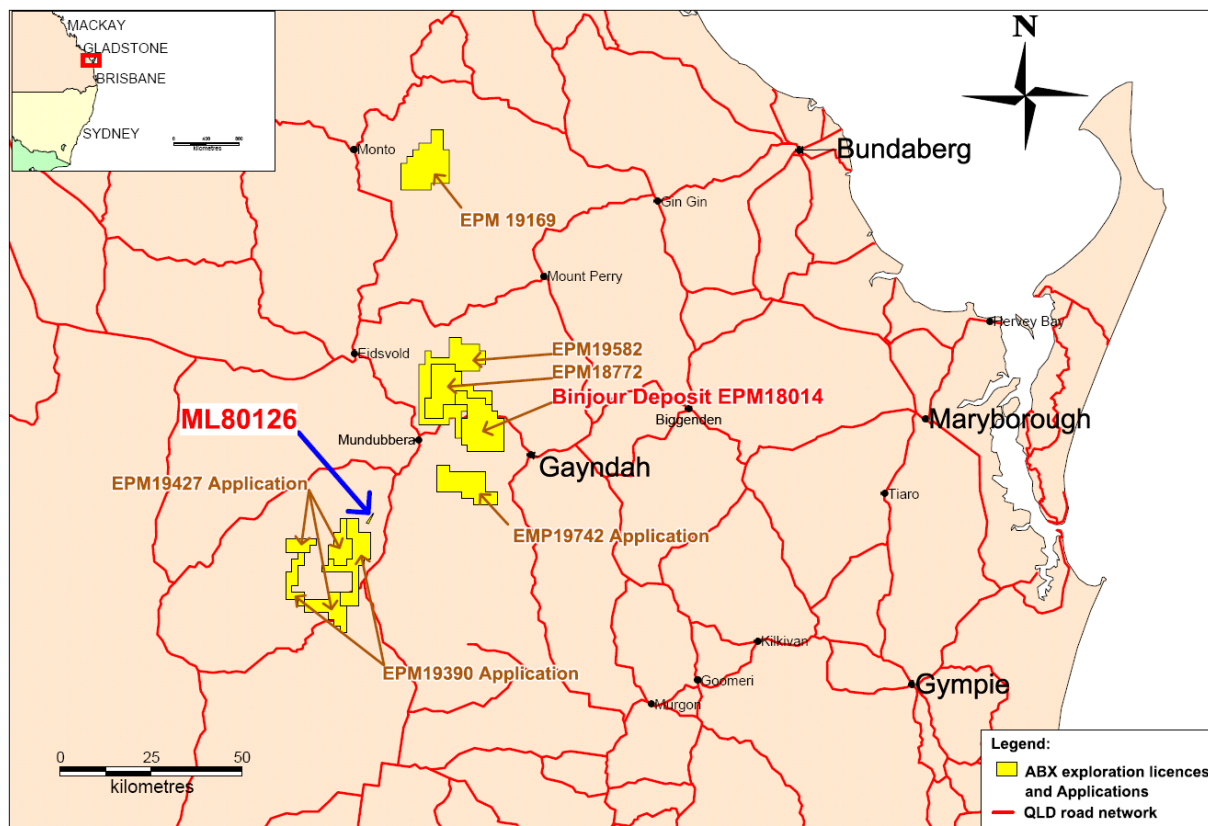 MACKAY
GLADSTONE
BRISBANE
SYDNEY
kilometres
N
Monto
EPM 19169
Bundaberg
Gin Gin
Mount Perry
Hervey Bay
Eidsvold
EPM19582
EPM18772
Binjour Deposit EPM18014
ML80126
Biggenden
Maryborough
Mundubbera
Gayndah
EPM19427 Application
Tiaro
EMP19742 Application
EPM19390 Application
Kilkivan
Goomeri
Gympie
Murgon
0 25 50
kilometres
Legend:
ABX exploration licences
and Applications
QLD road network